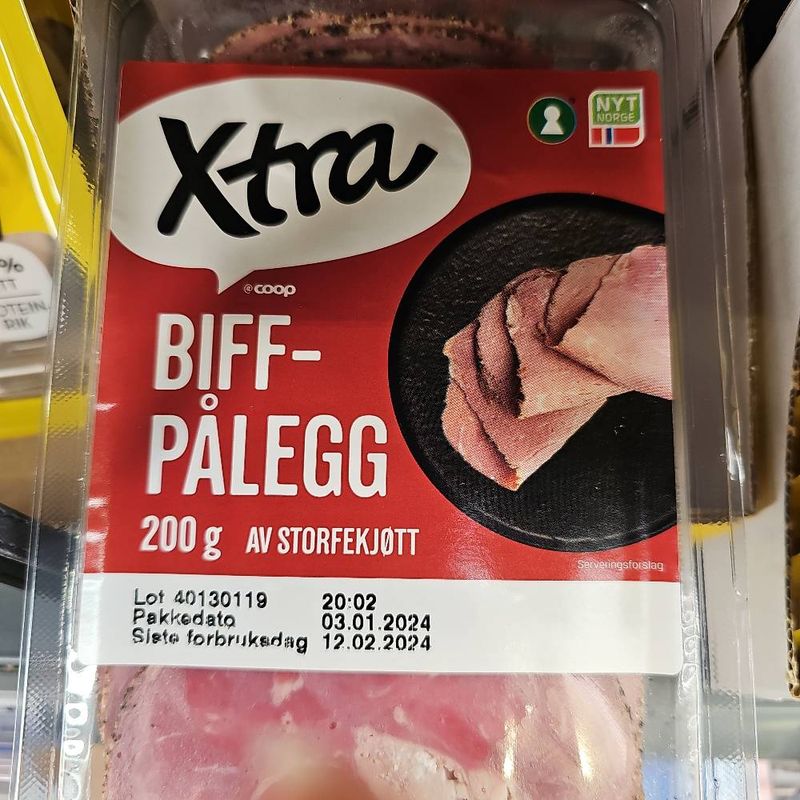 Xtra
coop
NYT
NORGE
BIFF-
PÅLEGG
200 g AV STORFEKJØTT
Serveringsforslag
Lot 40130119 20:02
Pakkedato 03.01.2024
Siste forbruksdag 12.02.2024